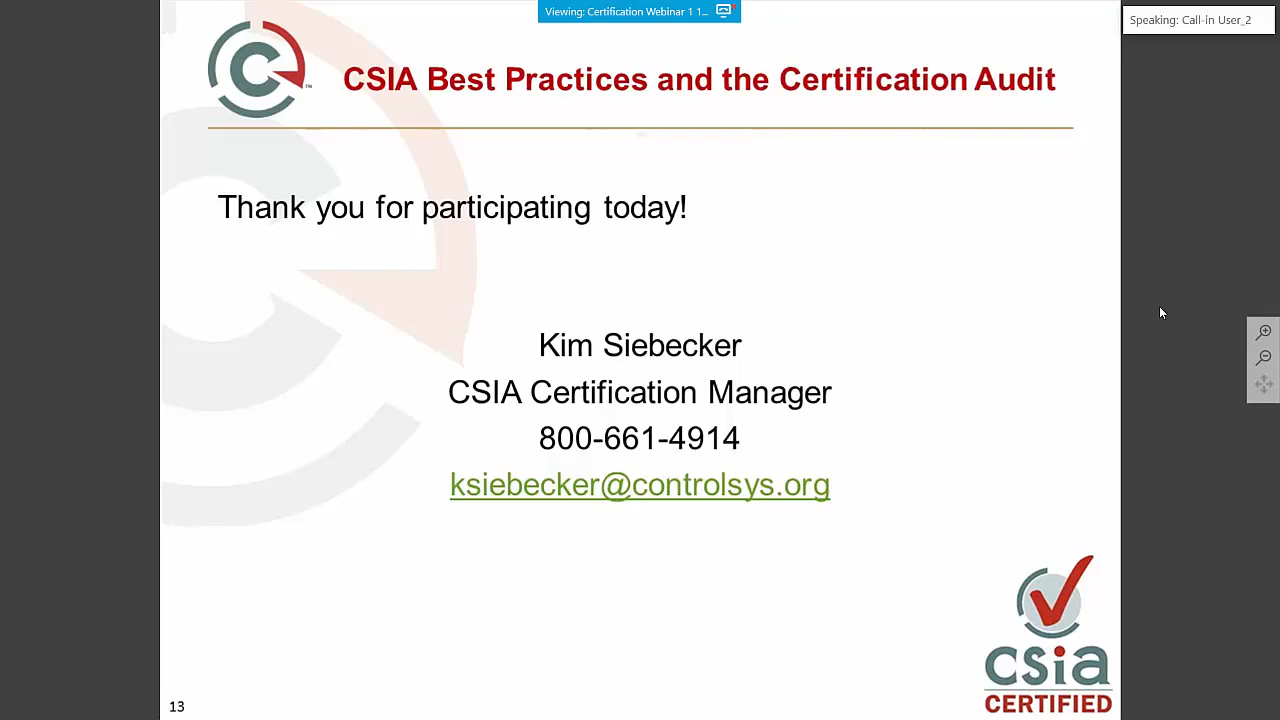 Viewing: Certification Webinar 1 1...
Speaking: Call-in User_2
CSIA Best Practices and the Certification Audit
Thank you for participating today!
Kim Siebecker
CSIA Certification Manager
800-661-4914
ksiebecker@controlsys.org
csia
CERTIFIED
13